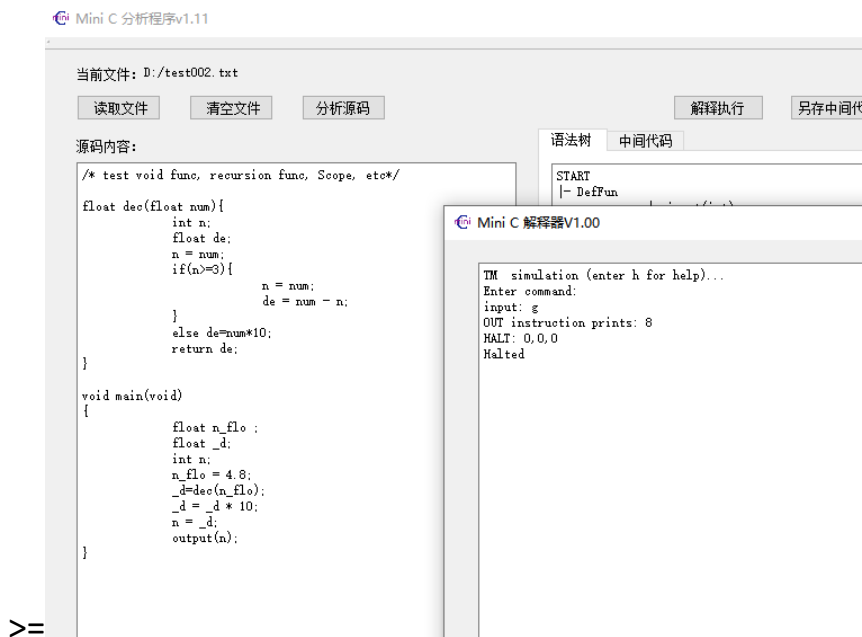 Mini C 分析程序v1.11
当前文件: D:/test002.txt
读取文件 清空文件 分析源码 解释执行 另存中间代
源码内容: 语法树 中间代码
/* test void func, recursion func, Scope, etc*/
float dec(float num){
int n;
float de;
n = num;
if(n>=3){
n = num;
de = num - n;
}
else de=num*10;
return de;
}
void main(void)
{
float n_flo ;
float _d;
int n;
n_flo = 4.8;
_d=dec(n_flo);
_d = _d * 10;
n = _d;
output(n);
}
START
|- DefFun
Mini C 解释器V1.00
TM  simulation (enter h for help)...
Enter command:
input: g
OUT instruction prints: 8
HALT: 0,0,0
Halted
>=